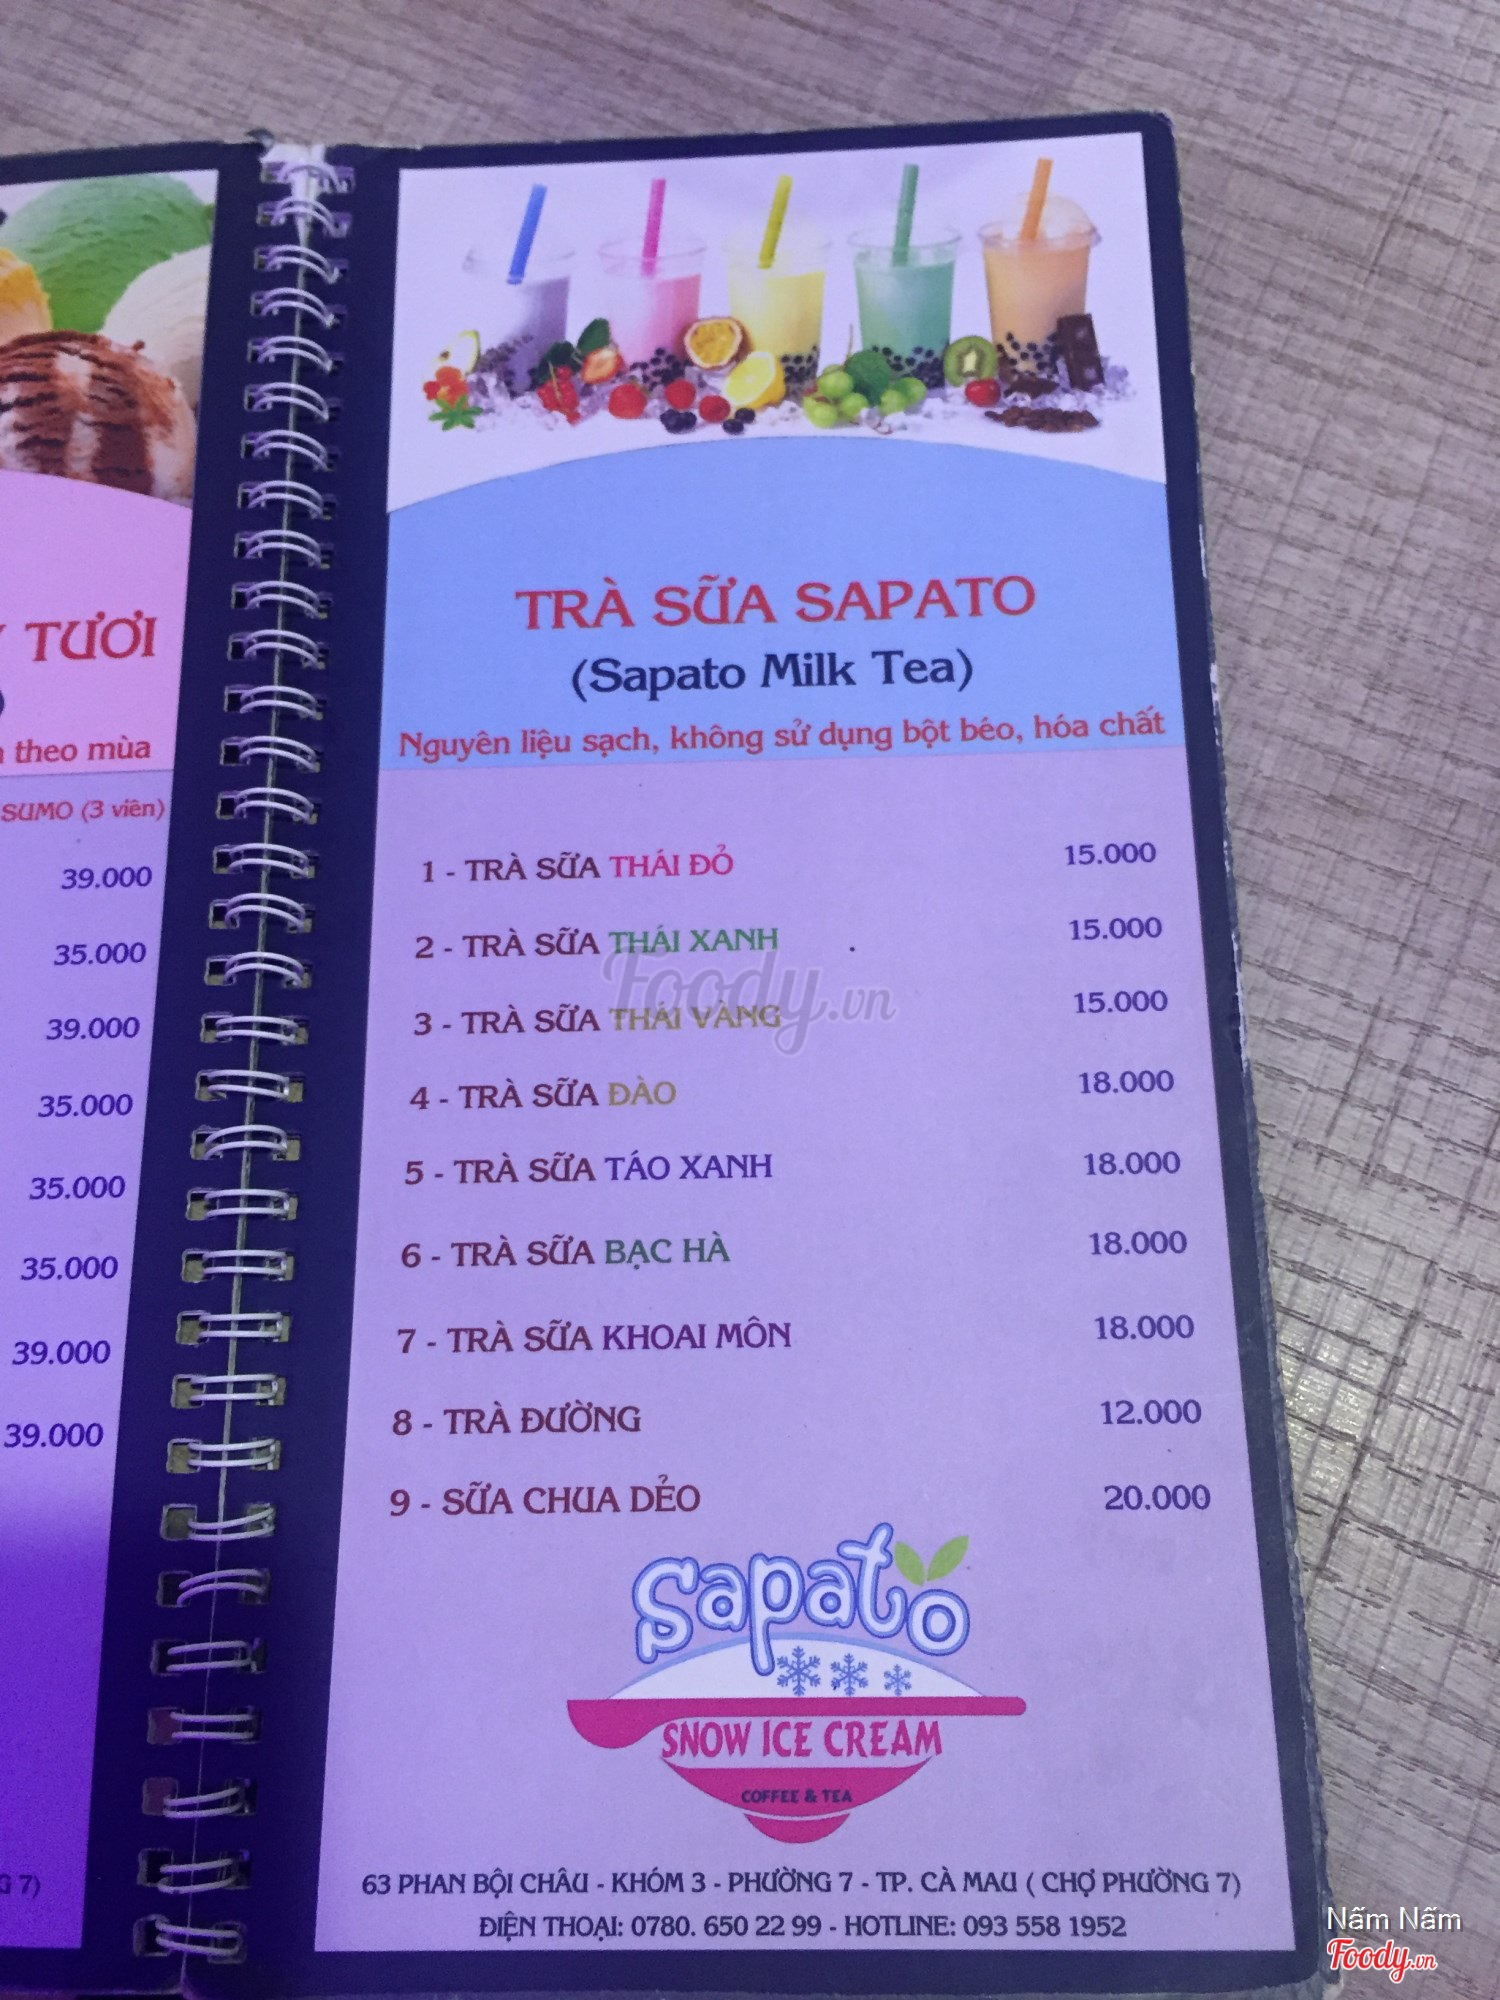 TƯƠI
theo mùa
SUMO (3 viên)
39.000
35.000
39.000
35.000
35.000
35.000
39.000
39.000
7)
TRÀ SỮA SAPATO
(Sapato Milk Tea)
Nguyên liệu sạch, không sử dụng bột béo, hóa chất
1 - TRÀ SỮA THÁI ĐỎ 15.000
2 - TRÀ SỮA THÁI XANH 15.000
3 - TRÀ SỮA THÁI VÀNG 15.000
4 - TRÀ SỮA ĐÀO 18.000
5 - TRÀ SỮA TÁO XANH 18.000
6 - TRÀ SỮA BẠC HÀ 18.000
7 - TRÀ SỮA KHOAI MÔN 18.000
8 - TRÀ ĐƯỜNG 12.000
9 - SỮA CHUA DẺO 20.000
Foody.vn
sapato
SNOW ICE CREAM
COFFEE & TEA
63 PHAN BỘI CHÂU - KHÓM 3 - PHƯỜNG 7 - TP. CÀ MAU ( CHỢ PHƯỜNG 7)
ĐIỆN THOẠI: 0780. 650 22 99 - HOTLINE: 093 558 1952
Nấm Nấm
Foody.vn